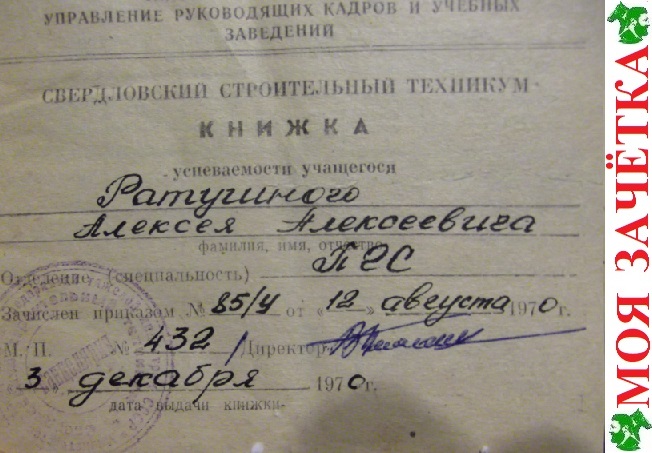 УПРАВЛЕНИЕ РУКОВОДЯЩИХ КАДРОВ И УЧЕБНЫХ
ЗАВЕДЕНИЙ
СВЕРДЛОВСКИЙ СТРОИТЕЛЬНЫЙ ТЕХНИКУМ
КНИЖКА
успеваемости учащегося
Ратушиного
Алексея Алексеевича
фамилия, имя, отчество
Отделение (специальность) ПГС
Зачислен приказом № 85/у от «12» августа 1970 г.
М. П. № 432 Директор
3 декабря 1970 г.
дата выдачи книжки
МОЯ ЗАЧЁТКА